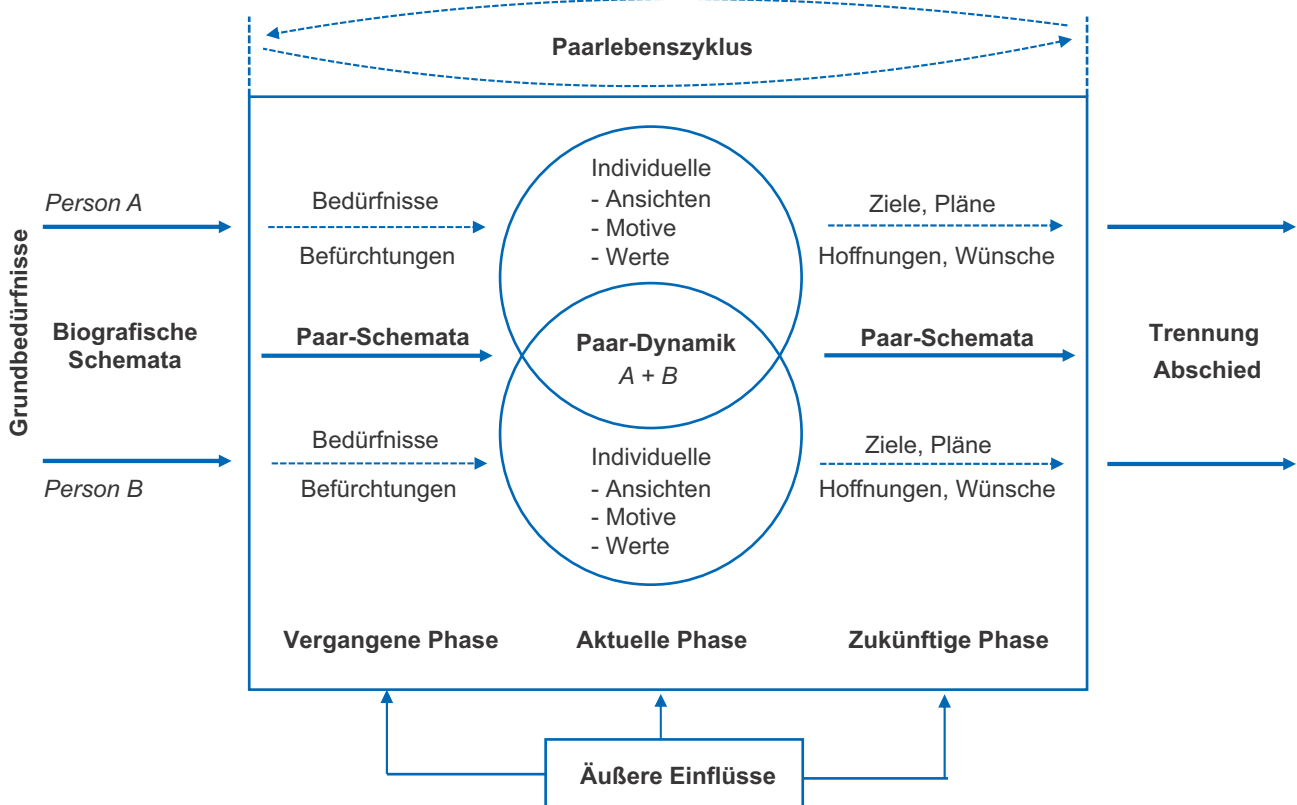 Paarlebenszyklus
Grundbedürfnisse
Person A
Biografische
Schemata
Person B
Bedürfnisse
Befürchtungen
Paar-Schemata
Bedürfnisse
Befürchtungen
Individuelle
- Ansichten
- Motive
- Werte
Paar-Dynamik
A + B
Individuelle
- Ansichten
- Motive
- Werte
Ziele, Pläne
Hoffnungen, Wünsche
Paar-Schemata
Ziele, Pläne
Hoffnungen, Wünsche
Trennung
Abschied
Vergangene Phase
Aktuelle Phase
Zukünftige Phase
Äußere Einflüsse